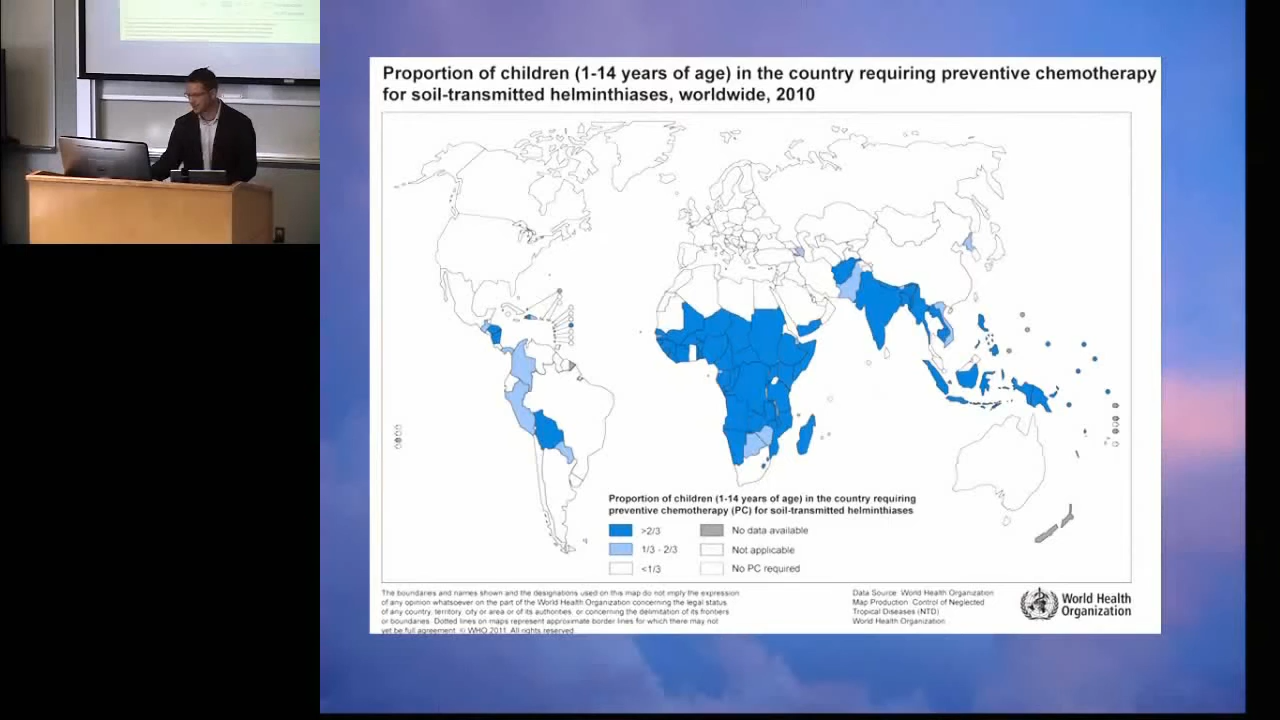 Proportion of children (1-14 years of age) in the country requiring preventive chemotherapy
for soil-transmitted helminthiases, worldwide, 2010
Proportion of children (1-14 years of age) in the country requiring
preventive chemotherapy (PC) for soil-transmitted helminthiases
>2/3
1/3 - 2/3
<1/3
No data available
Not applicable
No PC required
The boundaries and names shown and the designations used on this map do not imply the expression
of any opinion whatsoever on the part of the World Health Organization concerning the legal status
of any country, territory, city or area or of its authorities, or concerning the delimitation of its frontiers
or boundaries. Dotted lines on maps represent approximate border lines for which there may not
yet be full agreement. © WHO 2011. All rights reserved
Data Source: World Health Organization
Map Production: Control of Neglected
Tropical Diseases (NTD)
World Health Organization
World Health
Organization